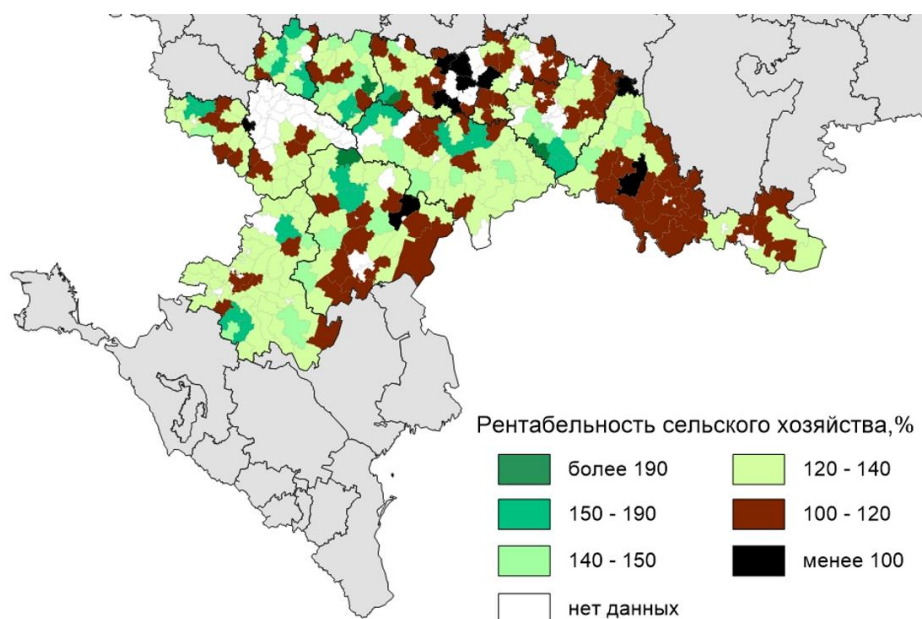 Рентабельность сельского хозяйства,%
более 190
150 - 190
140 - 150
нет данных
120 - 140
100 - 120
менее 100